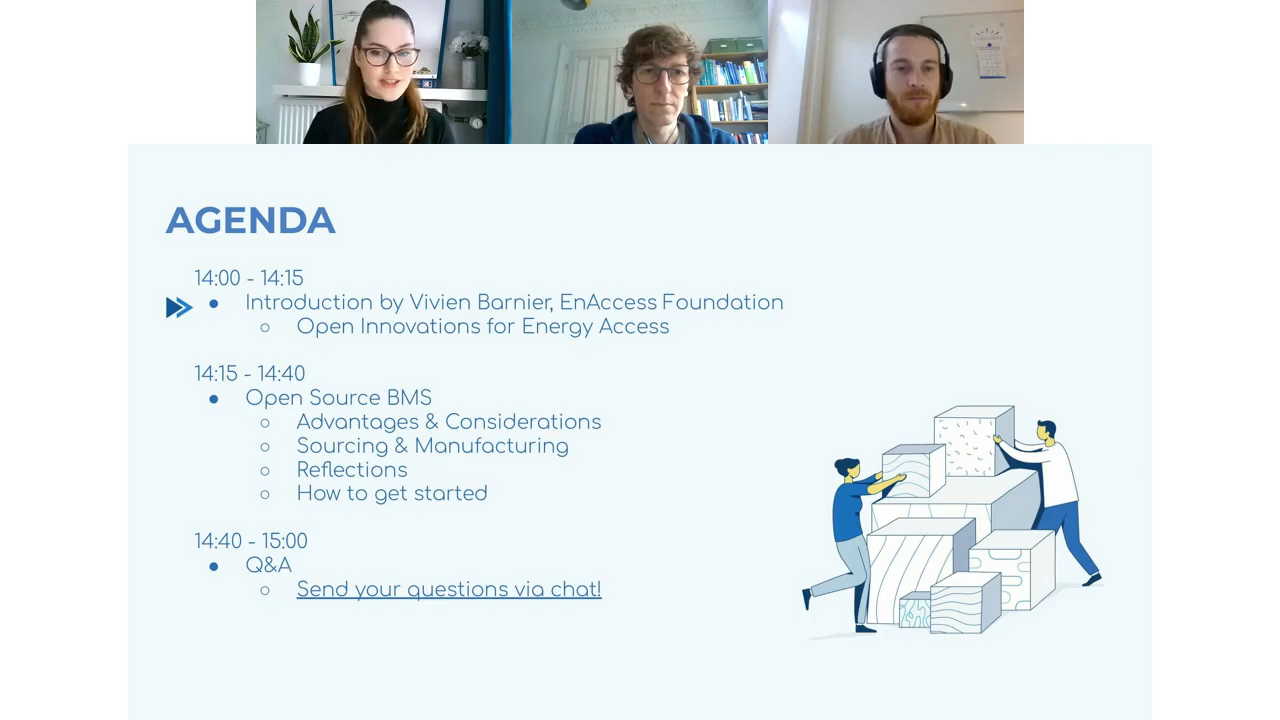 AGENDA
14:00 - 14:15
● Introduction by Vivien Barnier, EnAccess Foundation
○ Open Innovations for Energy Access
14:15 - 14:40
● Open Source BMS
○ Advantages & Considerations
○ Sourcing & Manufacturing
○ Reflections
○ How to get started
14:40 - 15:00
● Q&A
○ Send your questions via chat!